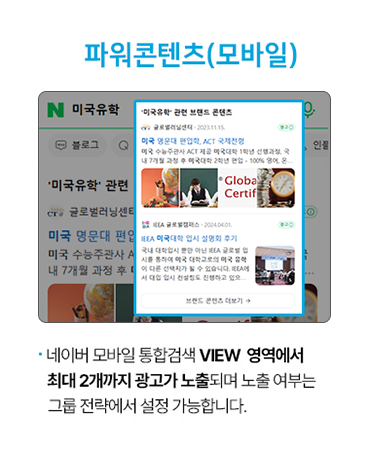 파워콘텐츠(모바일)
N 미국유학
블로그
인플
'미국유학' 관련
글로벌러닝센터
미국 명문대 편입
미국 수능주관사 A
내 7개월 과정 후
'미국유학' 관련 브랜드 콘텐츠
글로벌러닝센터 · 2023.11.15.
광고
미국 명문대 편입학, ACT 국제전형
미국 수능주관사 ACT 제공 미국대학 1학년 선행과정, 국
내 7개월 과정 후 미국대학 2학년 편입 - 100% 영어, 온...
Global
Certif
IEEA 글로벌캠퍼스 · 2024.04.01.
광고
IEEA 미국대학 입시 설명회 후기
국내 대학입시 뿐만 아닌 IEEA 글로벌 입
시를 통하여 미국 대학교로의 미국 유학
이 다른 선택지가 될 수 있습니다. IEEA에
서 대입 입시 컨설팅도 진행하고 있으...
브랜드 콘텐츠 더보기 →
· 네이버 모바일 통합검색 VIEW 영역에서
최대 2개까지 광고가 노출되며 노출 여부는
그룹 전략에서 설정 가능합니다.